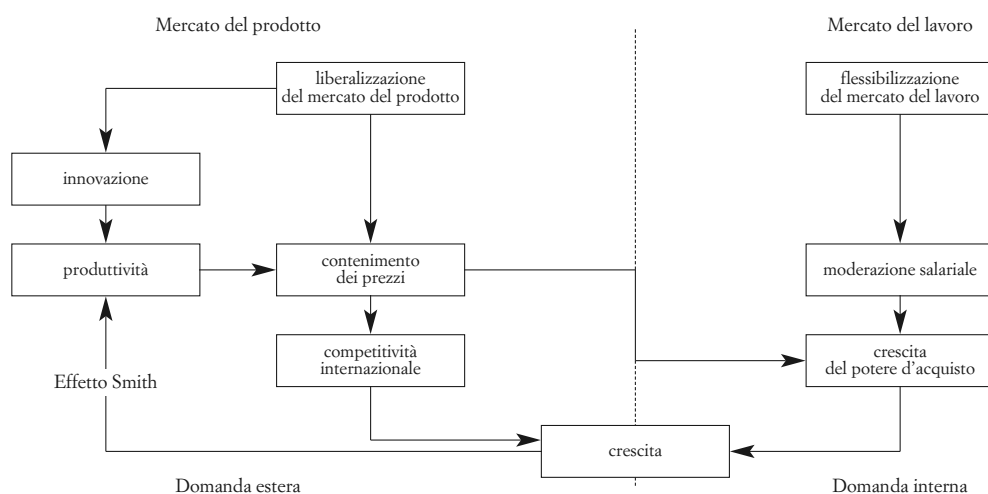 Mercato del prodotto
Mercato del lavoro
liberalizzazione
del mercato del prodotto
flessibilizzazione
del mercato del lavoro
innovazione
produttività
contenimento
dei prezzi
moderazione salariale
competitività
internazionale
crescita
del potere d’acquisto
Effetto Smith
crescita
Domanda estera
Domanda interna